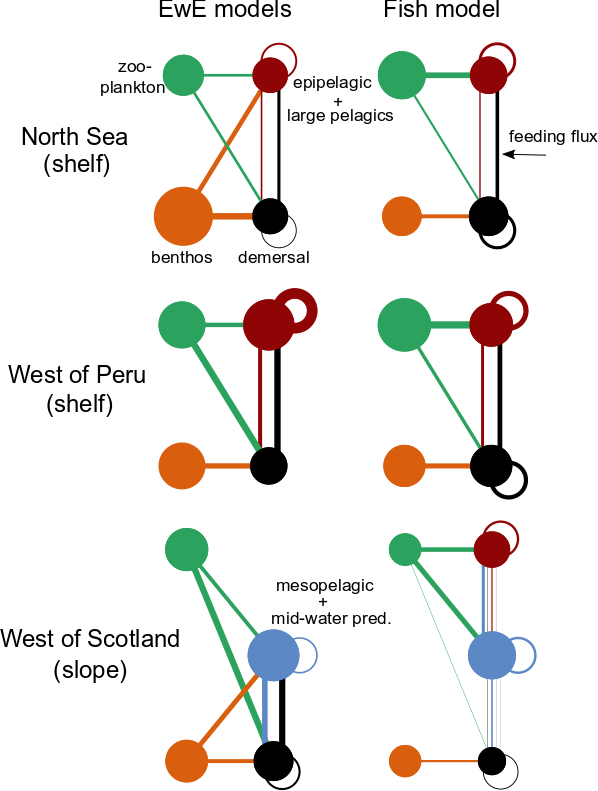 EwE models
Fish model
zoo-
plankton
epipelagic
+
large pelagics
North Sea
(shelf)
feeding flux
benthos
demersal
West of Peru
(shelf)
mesopelagic
+
mid-water pred.
West of Scotland
(slope)